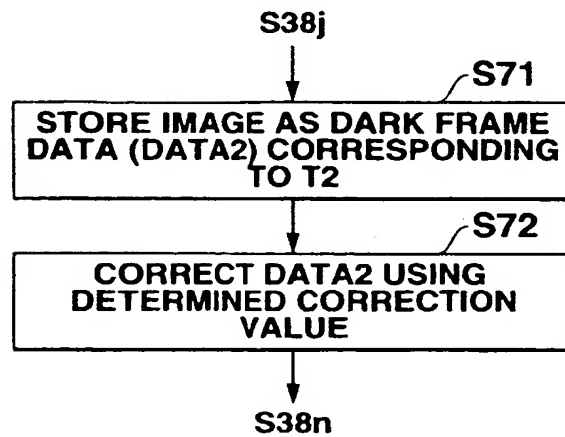 S38j
S71
STORE IMAGE AS DARK FRAME
DATA (DATA2) CORRESPONDING
TO T2
S72
CORRECT DATA2 USING
DETERMINED CORRECTION
VALUE
S38n